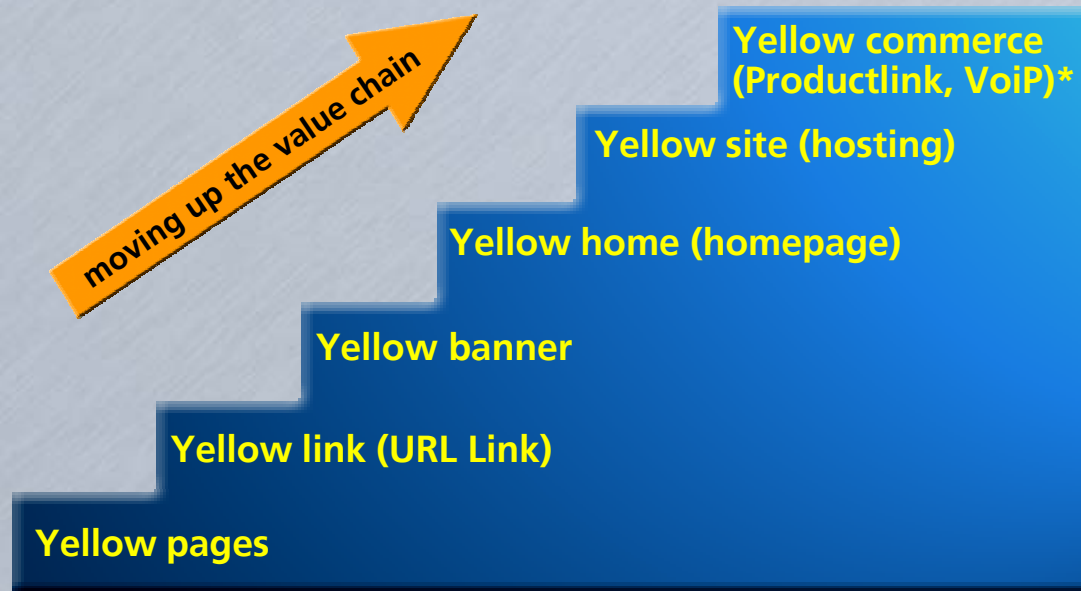 moving up the value chain
Yellow commerce
(Productlink, VoiP)*
Yellow site (hosting)
Yellow home (homepage)
Yellow banner
Yellow link (URL Link)
Yellow pages